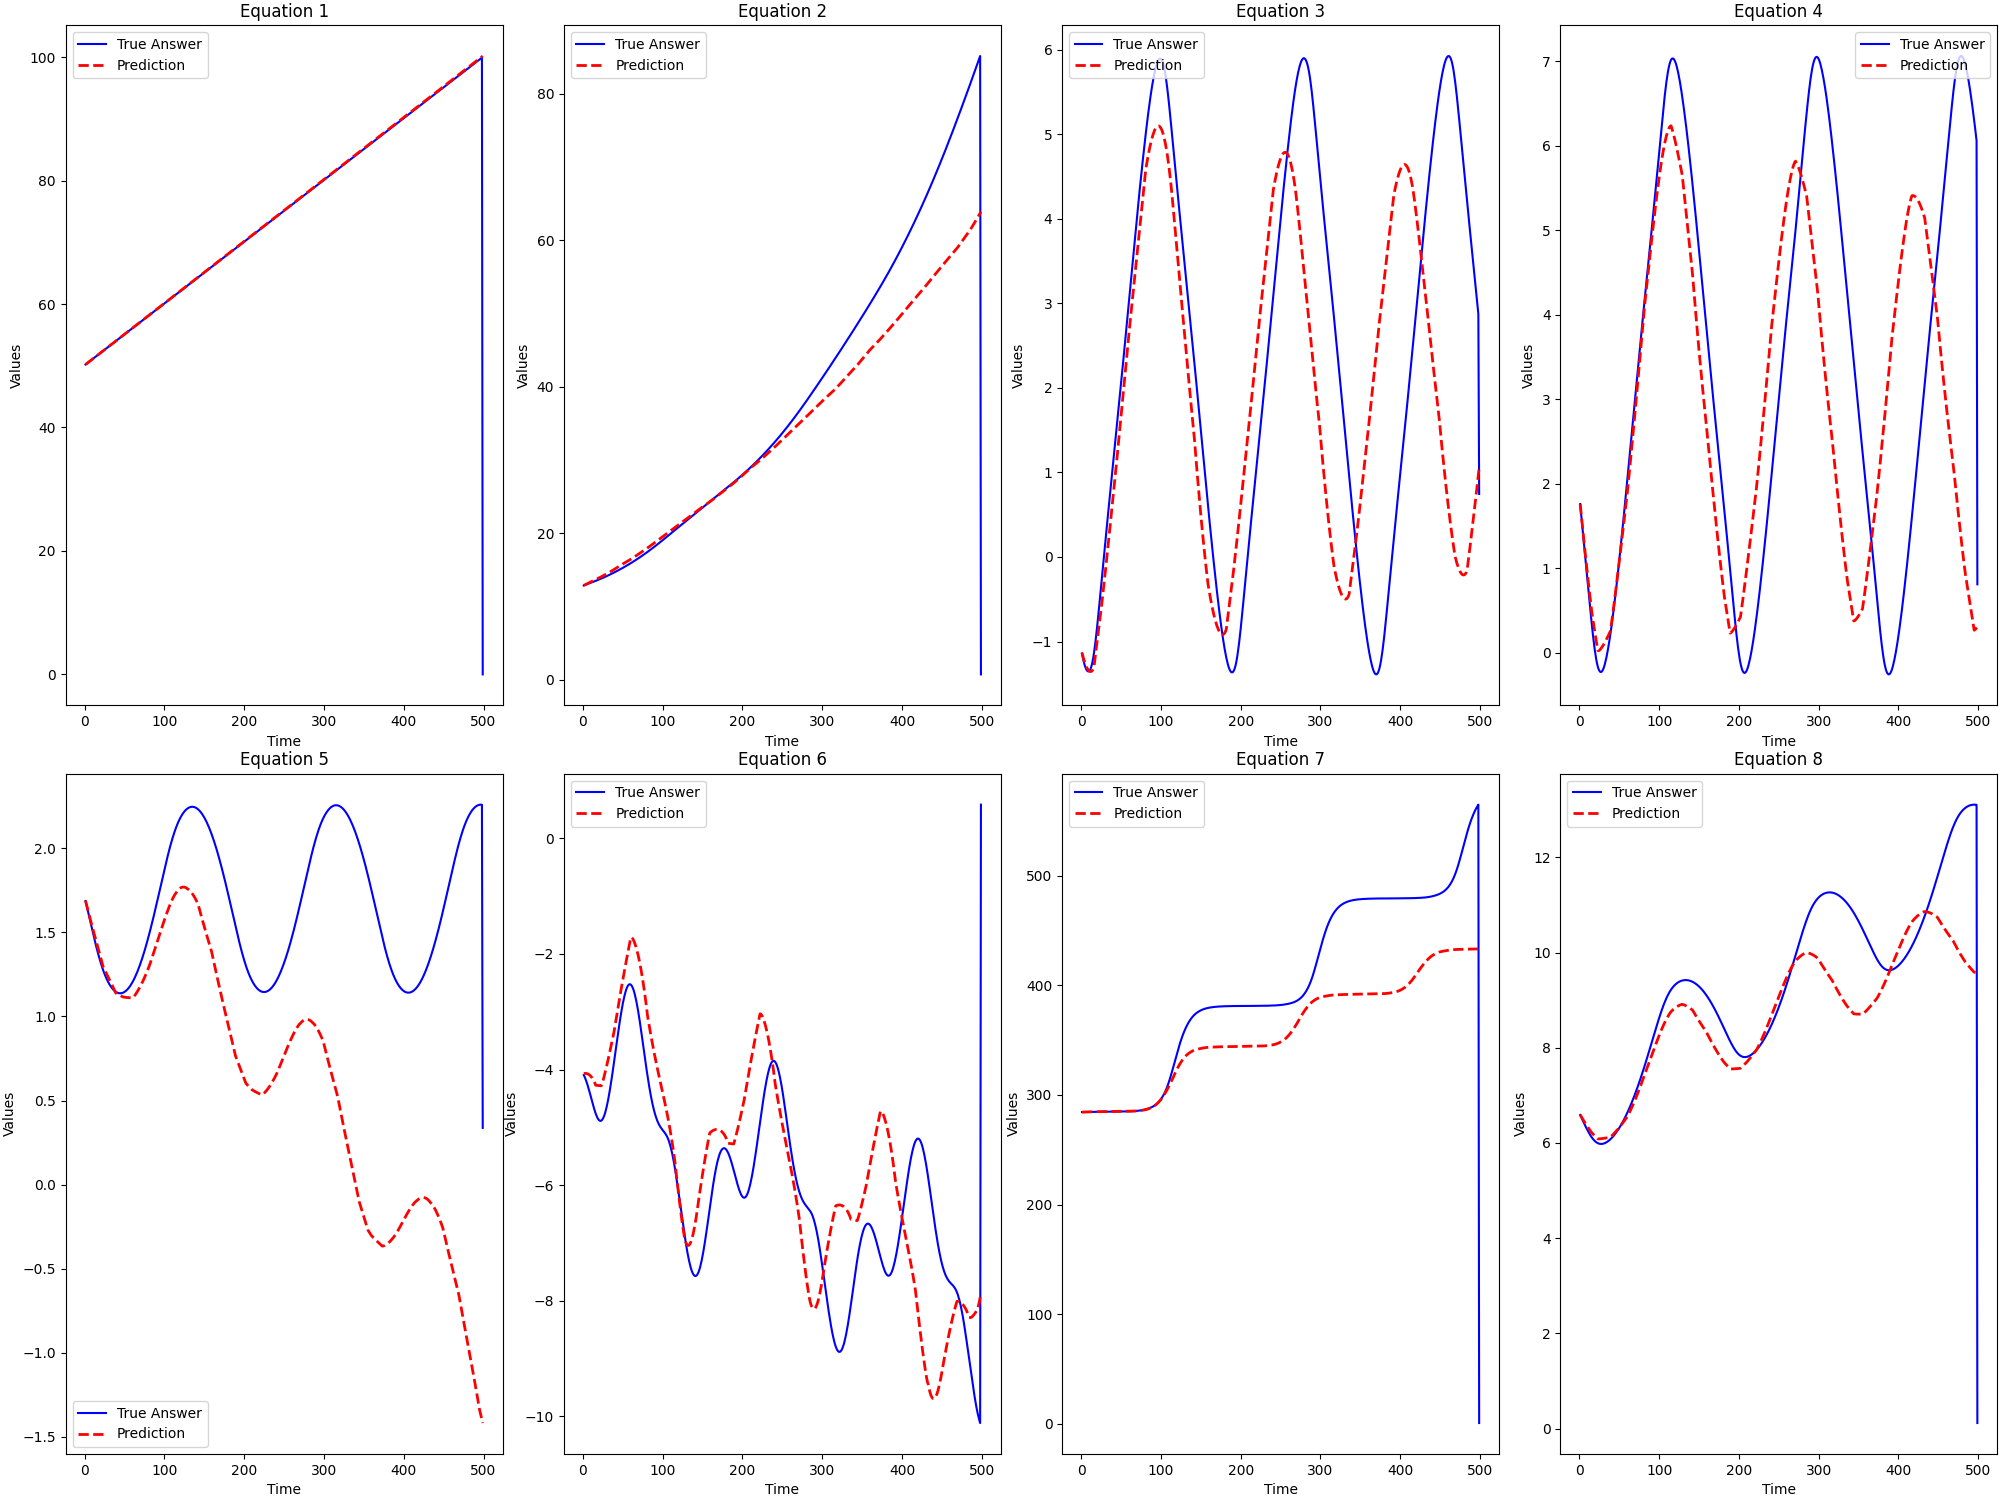 Equation 1
True Answer
Prediction
100
80
60
40
20
0
Values
0 100 200 300 400 500
Time
Equation 2
True Answer
Prediction
80
60
40
20
0
Values
0 100 200 300 400 500
Time
Equation 3
True Answer
Prediction
6
5
4
3
2
1
0
−1
Values
0 100 200 300 400 500
Time
Equation 4
True Answer
Prediction
7
6
5
4
3
2
1
0
Values
0 100 200 300 400 500
Time
Equation 5
2.0
1.5
1.0
0.5
0.0
−0.5
−1.0
−1.5
Values
True Answer
Prediction
0 100 200 300 400 500
Time
Equation 6
True Answer
Prediction
0
−2
−4
−6
−8
−10
Values
0 100 200 300 400 500
Time
Equation 7
True Answer
Prediction
500
400
300
200
100
0
Values
0 100 200 300 400 500
Time
Equation 8
True Answer
Prediction
12
10
8
6
4
2
0
Values
0 100 200 300 400 500
Time